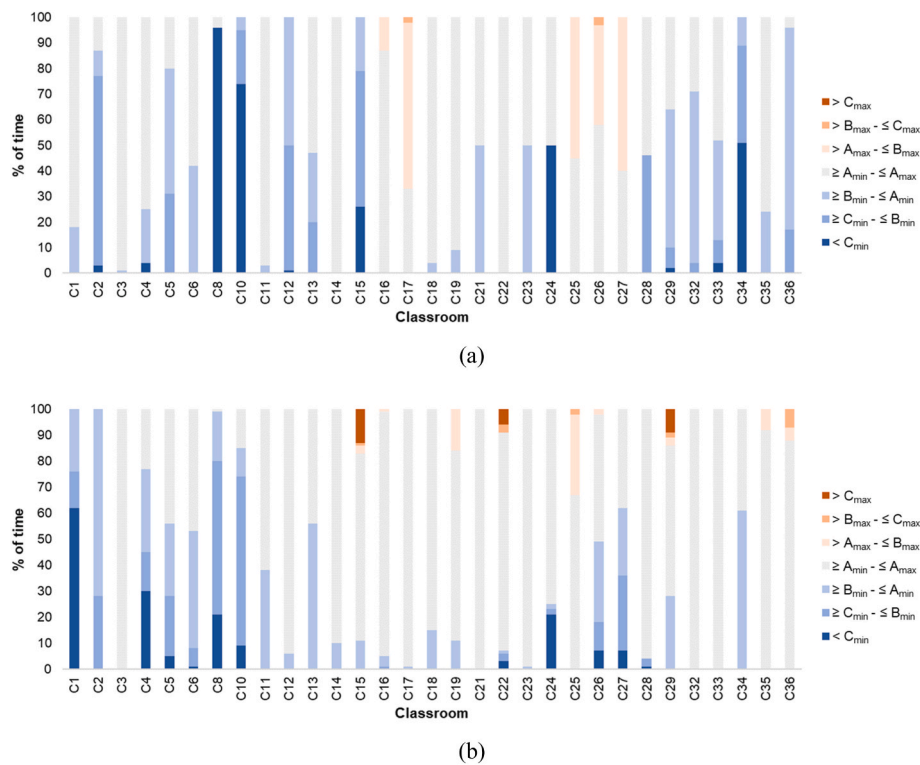 100
90
80
70
60
50
40
30
20
10
0
% of time
C1 C2 C3 C4 C5 C6 C8 C10 C11 C12 C13 C14 C15 C16 C17 C18 C19 C21 C22 C23 C24 C25 C26 C27 C28 C29 C32 C33 C34 C35 C36
Classroom
> Cmax
> Bmax - ≤ Cmax
> Amax - ≤ Bmax
≥ Amin - ≤ Amax
≥ Bmin - ≤ Amin
≥ Cmin - ≤ Bmin
< Cmin
(a)
100
90
80
70
60
50
40
30
20
10
0
% of time
C1 C2 C3 C4 C5 C6 C8 C10 C11 C12 C13 C14 C15 C16 C17 C18 C19 C21 C22 C23 C24 C25 C26 C27 C28 C29 C32 C33 C34 C35 C36
Classroom
> Cmax
> Bmax - ≤ Cmax
> Amax - ≤ Bmax
≥ Amin - ≤ Amax
≥ Bmin - ≤ Amin
≥ Cmin - ≤ Bmin
< Cmin
(b)